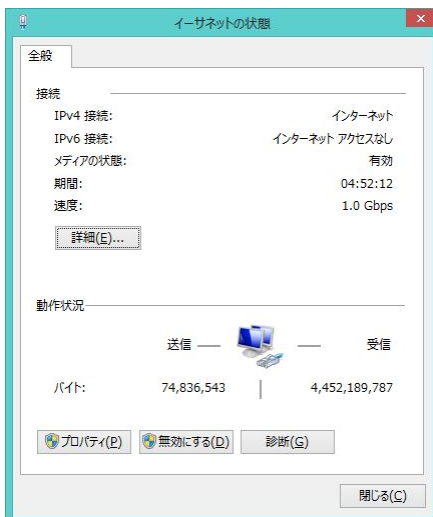 イーサネットの状態
全般
接続
IPv4 接続: インターネット
IPv6 接続: インターネット アクセスなし
メディアの状態: 有効
期間: 04:52:12
速度: 1.0 Gbps
詳細(E)...
動作状況
送信 受信
バイト: 74,836,543 4,452,189,787
プロパティ(P) 無効にする(D) 診断(G)
閉じる(C)